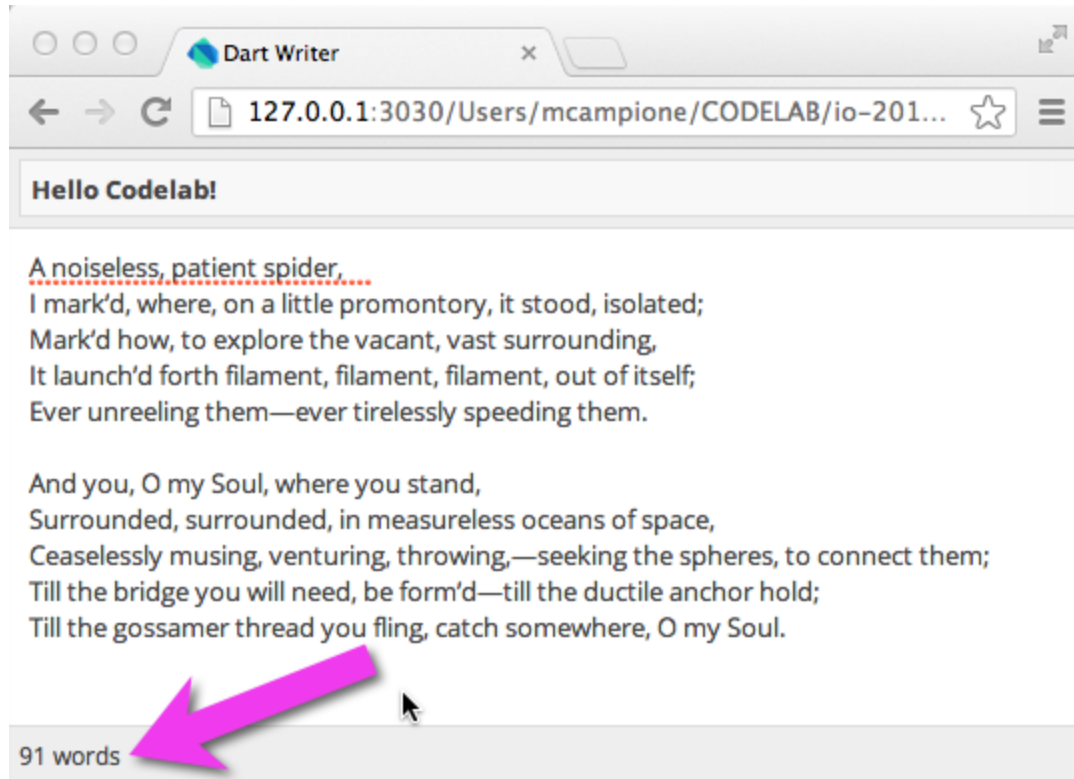 Dart Writer
127.0.0.1:3030/Users/mcampione/CODELAB/io-201...
Hello Codelab!
A noiseless, patient spider,
I mark’d, where, on a little promontory, it stood, isolated;
Mark’d how, to explore the vacant, vast surrounding,
It launch’d forth filament, filament, filament, out of itself;
Ever unreeling them—ever tirelessly speeding them.
And you, O my Soul, where you stand,
Surrounded, surrounded, in measureless oceans of space,
Ceaselessly musing, venturing, throwing,—seeking the spheres, to connect them;
Till the bridge you will need, be form’d—till the ductile anchor hold;
Till the gossamer thread you fling, catch somewhere, O my Soul.
91 words